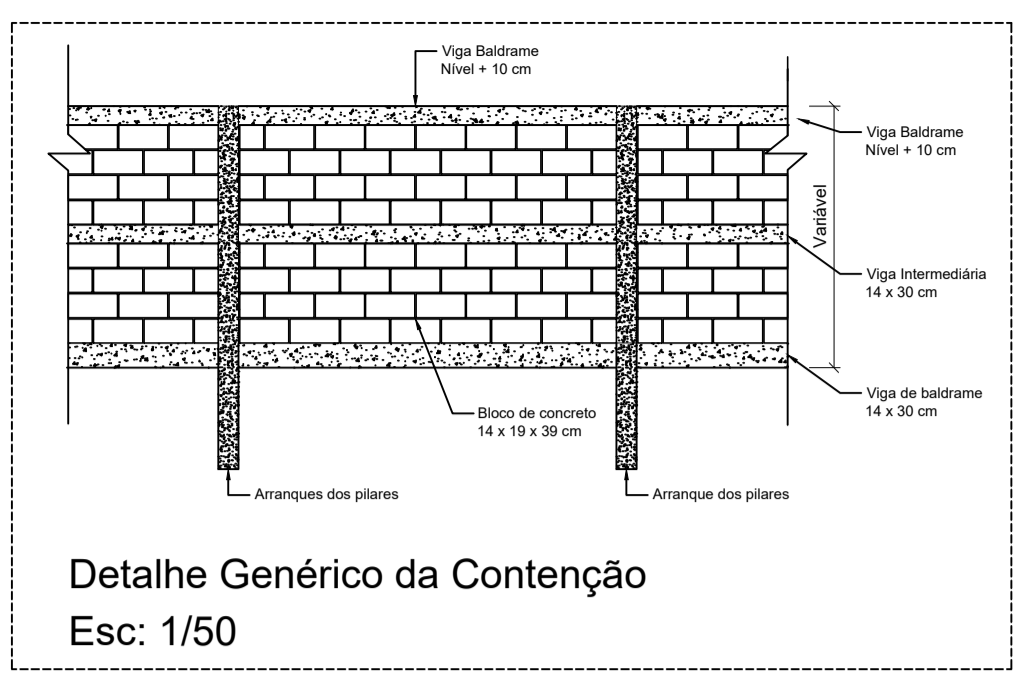 Viga Baldrame
Nível + 10 cm
Viga Baldrame
Nível + 10 cm
Variável
Viga Intermediária
14 x 30 cm
Viga de baldrame
14 x 30 cm
Bloco de concreto
14 x 19 x 39 cm
Arranques dos pilares
Arranque dos pilares
Detalhe Genérico da Contenção
Esc: 1/50